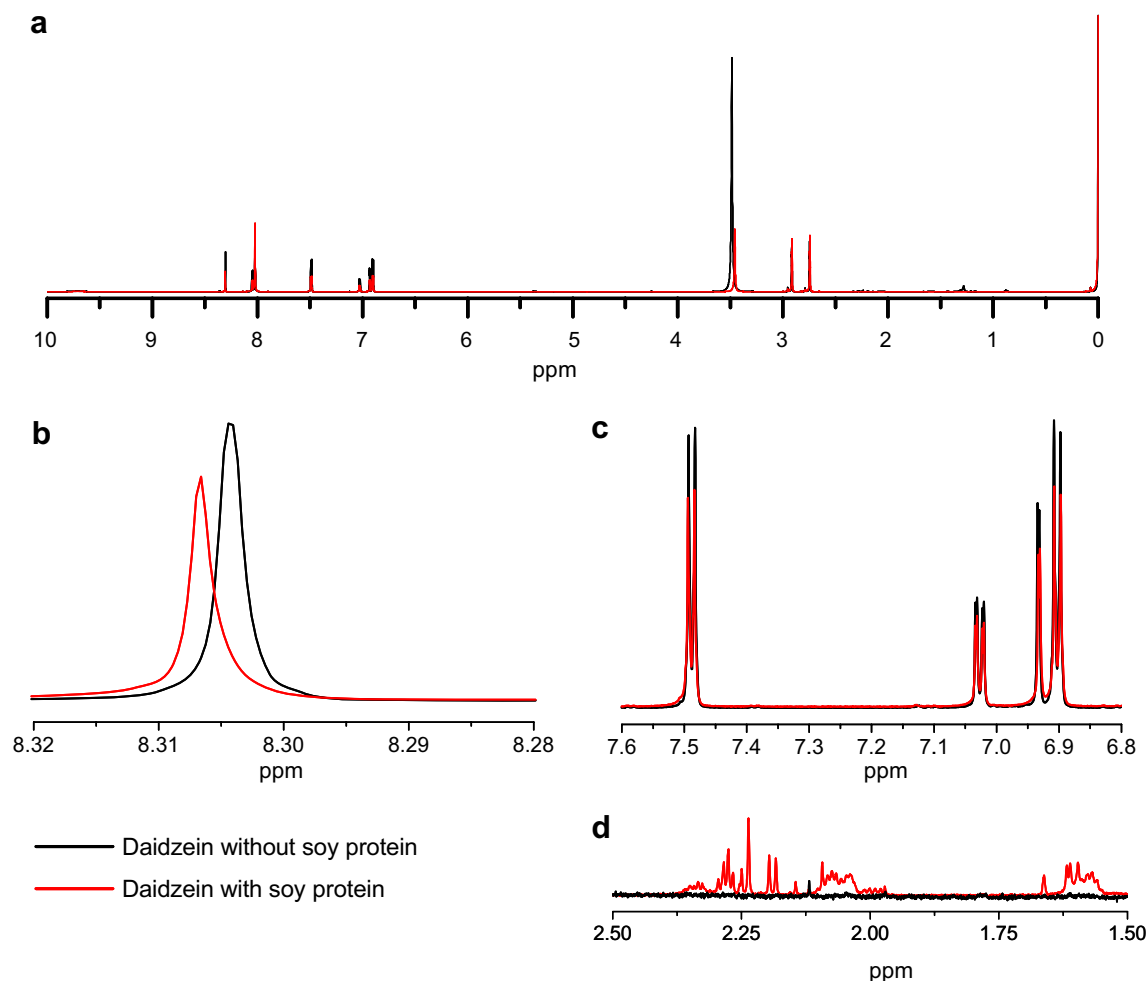 a
10 9 8 7 6 5 4 3 2 1 0
ppm
b
8.32 8.31 8.30 8.29 8.28
ppm
c
7.6 7.5 7.4 7.3 7.2 7.1 7.0 6.9 6.8
ppm
Daidzein without soy protein
Daidzein with soy protein
d
2.50 2.25 2.00 1.75 1.50
ppm